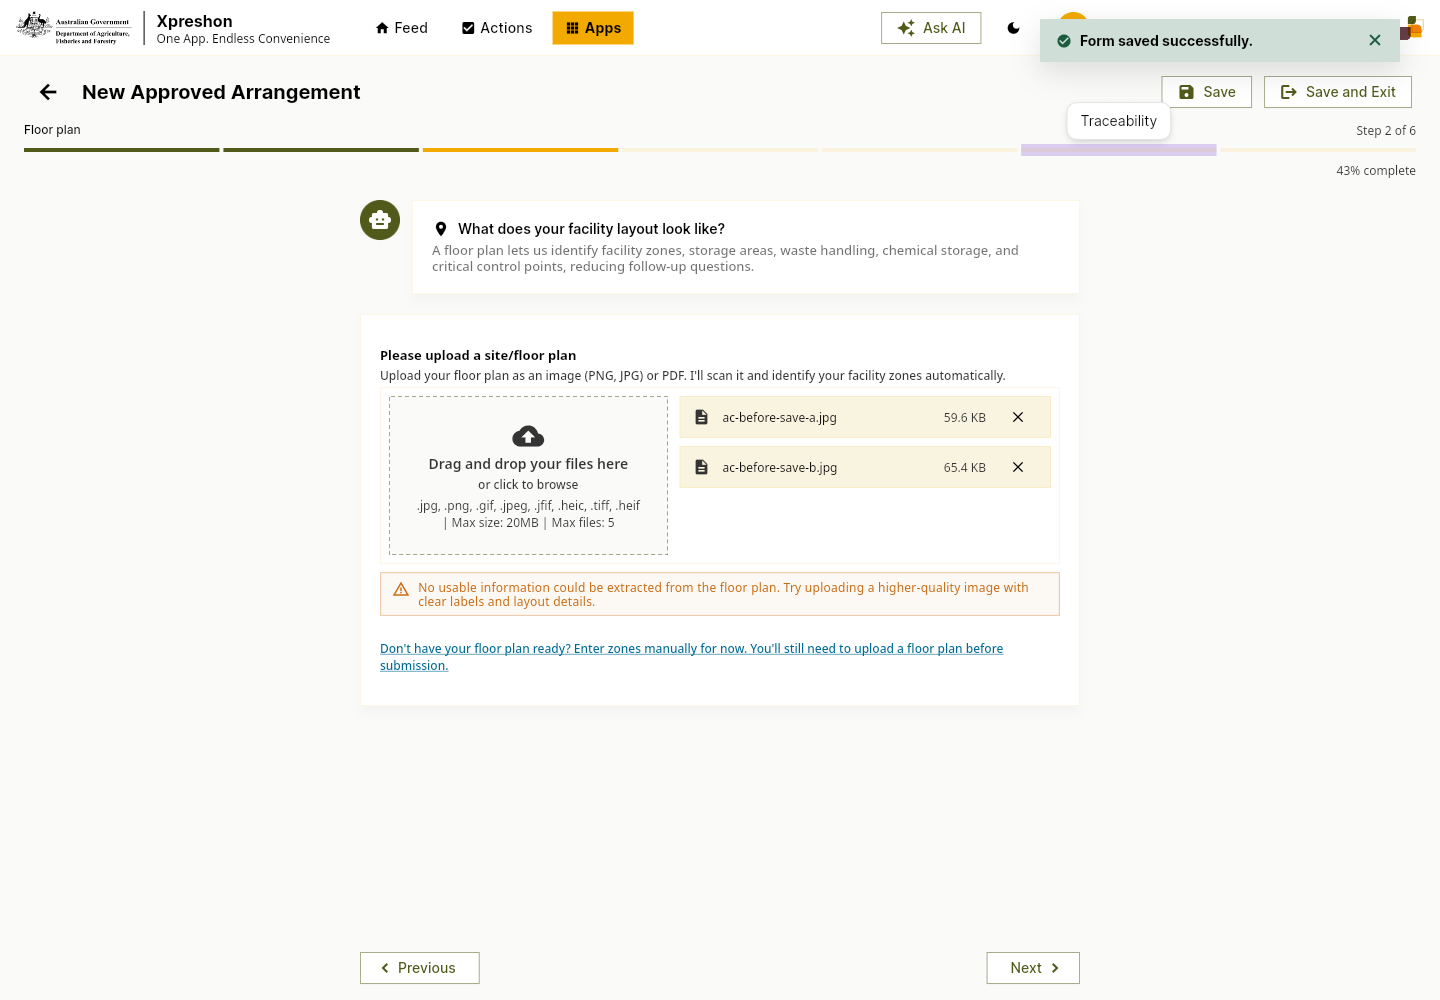 Australian Government
Department of Agriculture,
Fisheries and Forestry
Xpreshon
One App. Endless Convenience
Feed
Actions
Apps
Ask AI
Form saved successfully.
New Approved Arrangement
Save
Save and Exit
Traceability
Floor plan
Step 2 of 6
43% complete
What does your facility layout look like?
A floor plan lets us identify facility zones, storage areas, waste handling, chemical storage, and
critical control points, reducing follow-up questions.
Please upload a site/floor plan
Upload your floor plan as an image (PNG, JPG) or PDF. I'll scan it and identify your facility zones automatically.
Drag and drop your files here
or click to browse
.jpg, .png, .gif, .jpeg, .jfif, .heic, .tiff, .heif
| Max size: 20MB | Max files: 5
ac-before-save-a.jpg
59.6 KB
ac-before-save-b.jpg
65.4 KB
No usable information could be extracted from the floor plan. Try uploading a higher-quality image with
clear labels and layout details.
Don't have your floor plan ready? Enter zones manually for now. You'll still need to upload a floor plan before
submission.
Previous
Next